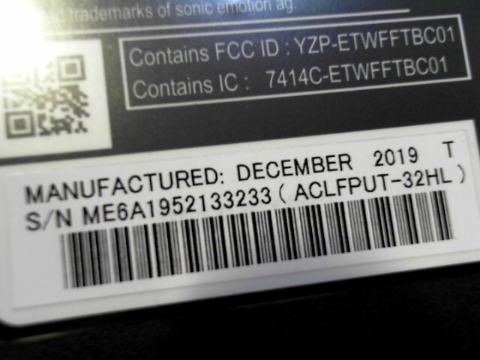 ed trademarks of sonic emotion ag.
Contains FCC ID : YZP-ETWFFTBC01
Contains IC : 7414C-ETWFFTBC01
MANUFACTURED: DECEMBER 2019 T
S/N ME6A1952133233 ( ACLFPUT-32HL )